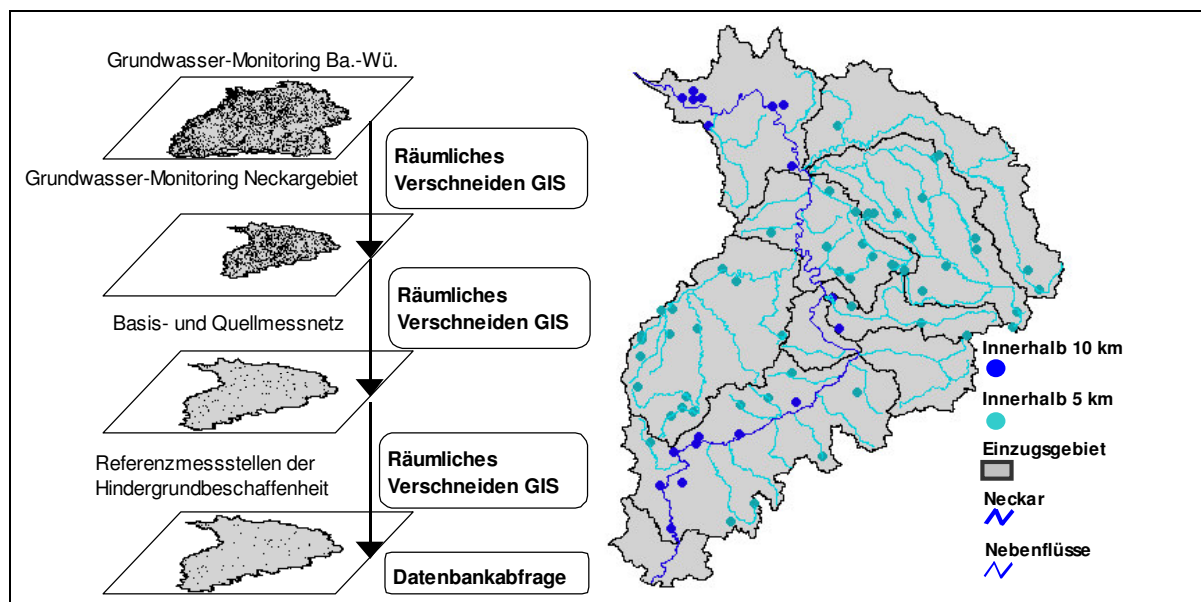 Grundwasser-Monitoring Ba.-Wü.
Räumliches
Verschneiden GIS
Grundwasser-Monitoring Neckargebiet
Räumliches
Verschneiden GIS
Basis- und Quellmessnetz
Räumliches
Verschneiden GIS
Referenzmessstellen der
Hindergrundbeschaffenheit
Datenbankabfrage
Innerhalb 10 km
Innerhalb 5 km
Einzugsgebiet
Neckar
Nebenflüsse